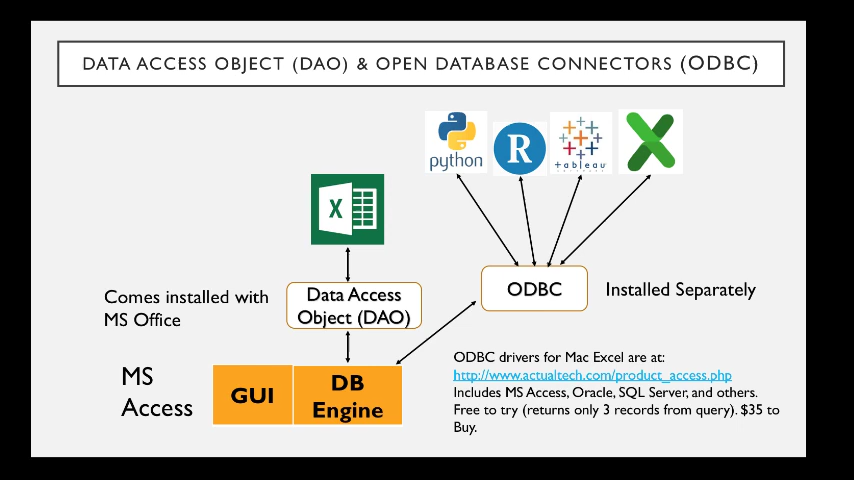 DATA ACCESS OBJECT (DAO) & OPEN DATABASE CONNECTORS (ODBC)
python
R
+ableau
X
Data Access
Object (DAO)
ODBC
Installed Separately
Comes installed with
MS Office
MS
Access
GUI
DB
Engine
ODBC drivers for Mac Excel are at:
http://www.actualtech.com/product_access.php
Includes MS Access, Oracle, SQL Server, and others.
Free to try (returns only 3 records from query). $35 to
Buy.